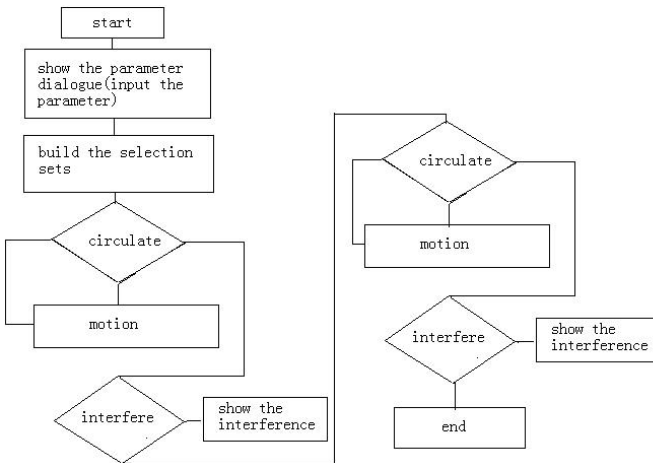 start
show the parameter
dialogue(input the
parameter)
build the selection
sets
circulate
motion
interfere
show the
interference
circulate
motion
interfere
show the
interference
end